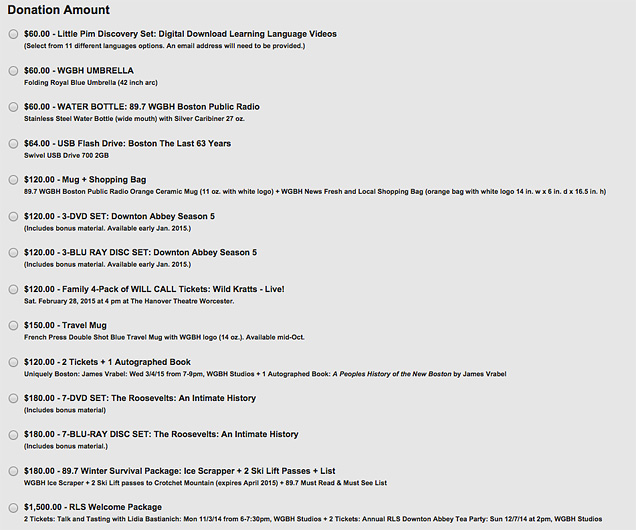 Donation Amount
$60.00 - Little Pim Discovery Set: Digital Download Learning Language Videos
(Select from 11 different languages options. An email address will need to be provided.)
$60.00 - WGBH UMBRELLA
Folding Royal Blue Umbrella (42 inch arc)
$60.00 - WATER BOTTLE: 89.7 WGBH Boston Public Radio
Stainless Steel Water Bottle (wide mouth) with Silver Caribiner 27 oz.
$64.00 - USB Flash Drive: Boston The Last 63 Years
Swivel USB Drive 700 2GB
$120.00 - Mug + Shopping Bag
89.7 WGBH Boston Public Radio Orange Ceramic Mug (11 oz. with white logo) + WGBH News Fresh and Local Shopping Bag (orange bag with white logo 14 in. w x 6 in. d x 16.5 in. h)
$120.00 - 3-DVD SET: Downton Abbey Season 5
(Includes bonus material. Available early Jan. 2015.)
$120.00 - 3-BLU RAY DISC SET: Downton Abbey Season 5
(Includes bonus material. Available early Jan. 2015.)
$120.00 - Family 4-Pack of WILL CALL Tickets: Wild Kratts - Live!
Sat. February 28, 2015 at 4 pm at The Hanover Theatre Worcester.
$150.00 - Travel Mug
French Press Double Shot Blue Travel Mug with WGBH logo (14 oz.). Available mid-Oct.
$120.00 - 2 Tickets + 1 Autographed Book
Uniquely Boston: James Vrabel: Wed 3/4/15 from 7-9pm, WGBH Studios + 1 Autographed Book: A Peoples History of the New Boston by James Vrabel
$180.00 - 7-DVD SET: The Roosevelts: An Intimate History
(Includes bonus material)
$180.00 - 7-BLU-RAY DISC SET: The Roosevelts: An Intimate History
(Includes bonus material.)
$180.00 - 89.7 Winter Survival Package: Ice Scrapper + 2 Ski Lift Passes + List
WGBH Ice Scraper + 2 Ski Lift passes to Crotchet Mountain (expires April 2015) + 89.7 Must Read & Must See List
$1,500.00 - RLS Welcome Package
2 Tickets: Talk and Tasting with Lidia Bastianich: Mon 11/3/14 from 6-7:30pm, WGBH Studios + 2 Tickets: Annual RLS Downton Abbey Tea Party: Sun 12/7/14 at 2pm, WGBH Studios